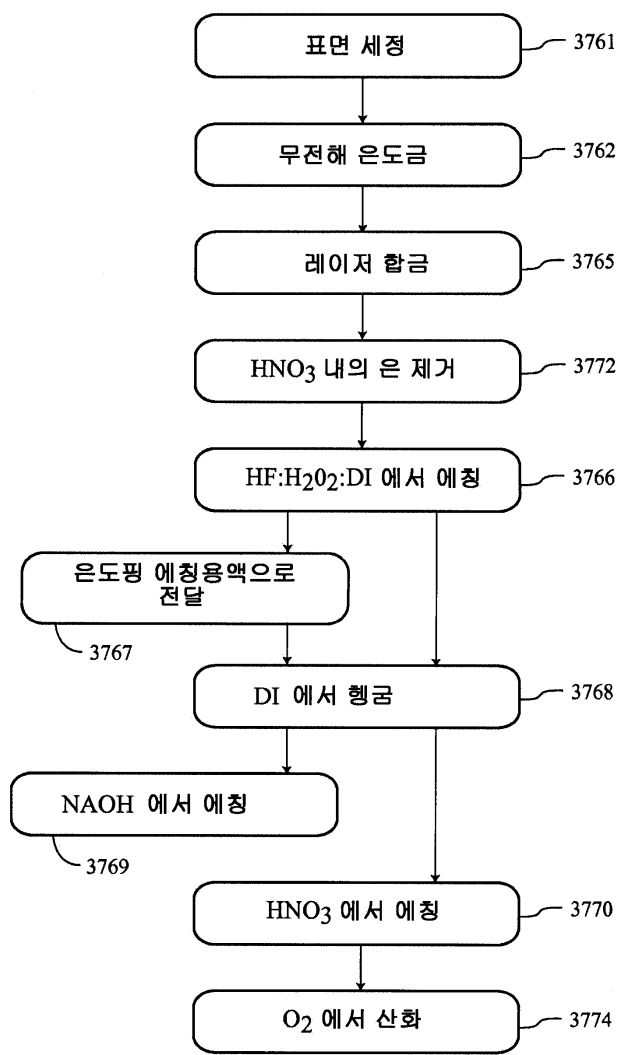 표면 세정
3761
무전해 은도금
3762
레이저 합금
3765
HNO3 내의 은 제거
3772
HF:H202:DI 에서 에칭
3766
은도핑 에칭용액으로
전달
3767
DI 에서 헹굼
3768
NAOH 에서 에칭
3769
HNO3 에서 에칭
3770
O2 에서 산화
3774